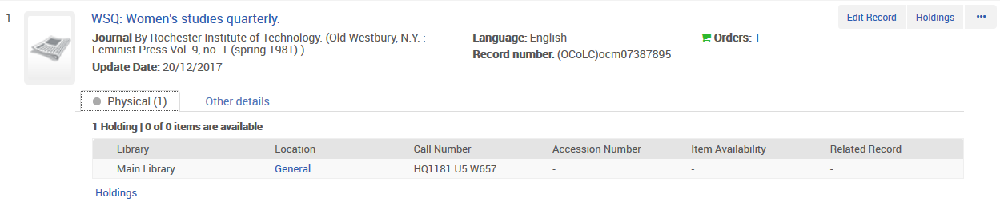 1
WSQ: Women's studies quarterly.
Edit Record
Holdings
•••
Journal By Rochester Institute of Technology. (Old Westbury, N.Y. :
Feminist Press Vol. 9, no. 1 (spring 1981)-)
Update Date: 20/12/2017
Language: English
Record number: (OCoLC)ocm07387895
Orders: 1
Physical (1)
Other details
1 Holding | 0 of 0 items are available
Library Location Call Number Accession Number Item Availability Related Record
Main Library General HQ1181.U5 W657 - - -
Holdings